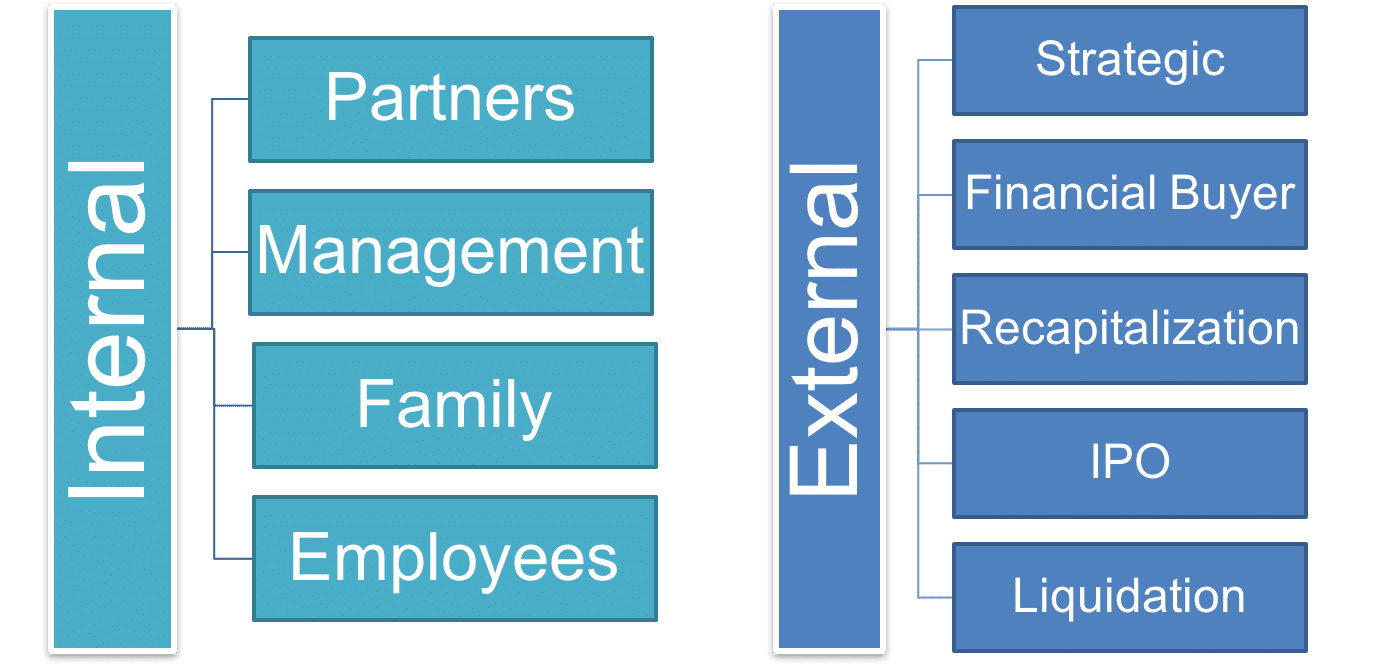 Internal
Partners
Management
Family
Employees
External
Strategic
Financial Buyer
Recapitalization
IPO
Liquidation